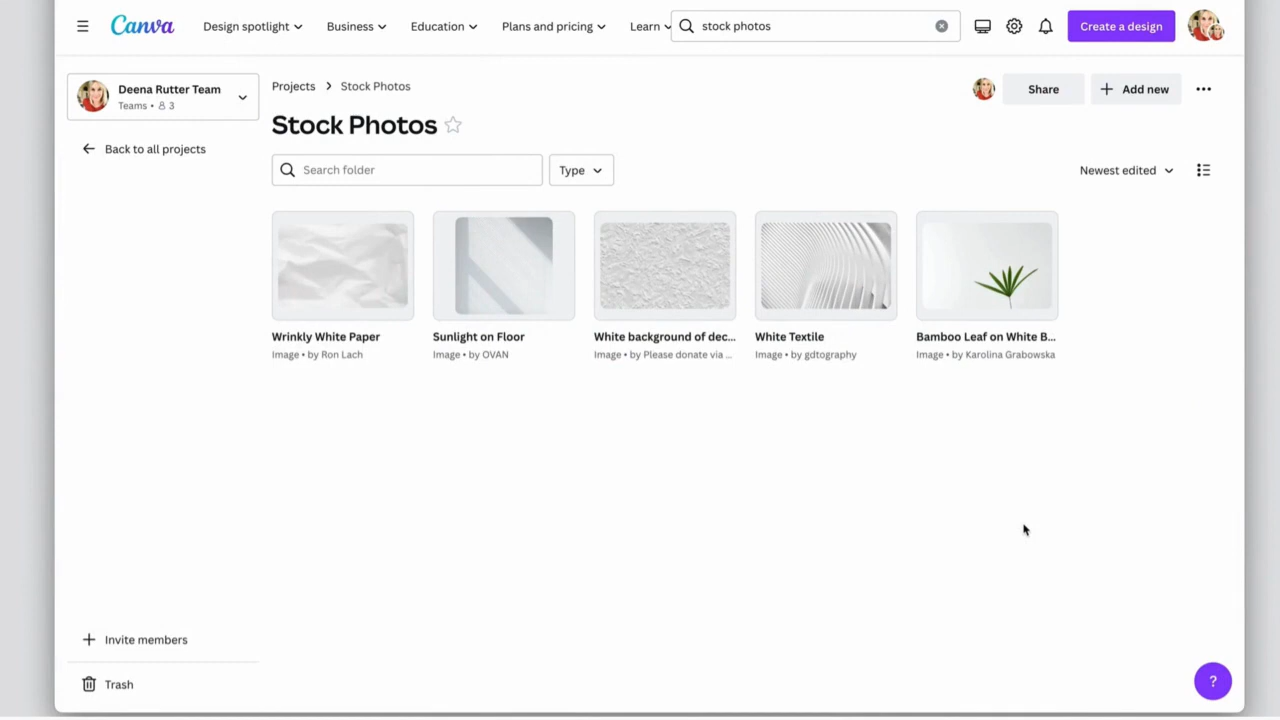 Canva
Design spotlight
Business
Education
Plans and pricing
Learn
stock photos
Create a design
Deena Rutter Team
Teams • 3
Projects > Stock Photos
Share
+ Add new
Stock Photos
Back to all projects
Search folder
Type
Newest edited
Wrinkly White Paper
Image • by Ron Lach
Sunlight on Floor
Image • by OVAN
White background of dec...
Image • by Please donate via ...
White Textile
Image • by gdtography
Bamboo Leaf on White B...
Image • by Karolina Grabowska
+ Invite members
Trash
?